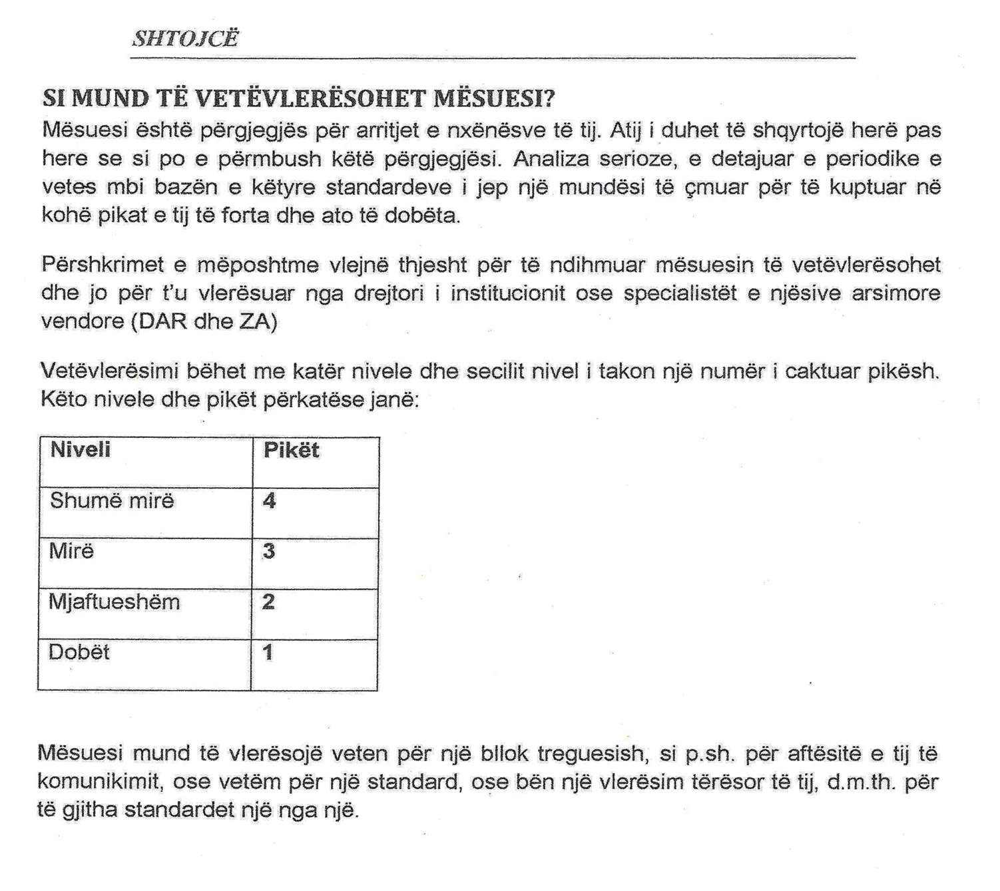 SHTOJCË
SI MUND TË VETËVLERËSOHET MËSUESI?
Mësuesi është përgjegjës për arritjet e nxënësve të tij. Atij i duhet të shqyrtojë herë pas
here se si po e përmbush këtë përgjegjësi. Analiza serioze, e detajuar e periodike e
vetes mbi bazën e këtyre standardeve i jep një mundësi të çmuar për të kuptuar në
kohë pikat e tij të forta dhe ato të dobëta.
Përshkrimet e mëposhtme vlejnë thjesht për të ndihmuar mësuesin të vetëvlerësohet
dhe jo për t'u vlerësuar nga drejtori i institucionit ose specialistët e njësive arsimore
vendore (DAR dhe ZA)
Vetëvlerësimi bëhet me katër nivele dhe secilit nivel i takon një numër i caktuar pikësh.
Këto nivele dhe pikët përkatëse janë:
Niveli Pikët
Shumë mirë 4
Mirë 3
Mjaftueshëm 2
Dobët 1
Mësuesi mund të vlerësojë veten për një bllok treguesish, si p.sh. për aftësitë e tij të
komunikimit, ose vetëm për një standard, ose bën një vlerësim tërësor të tij, d.m.th. për
të gjitha standardet një nga një.